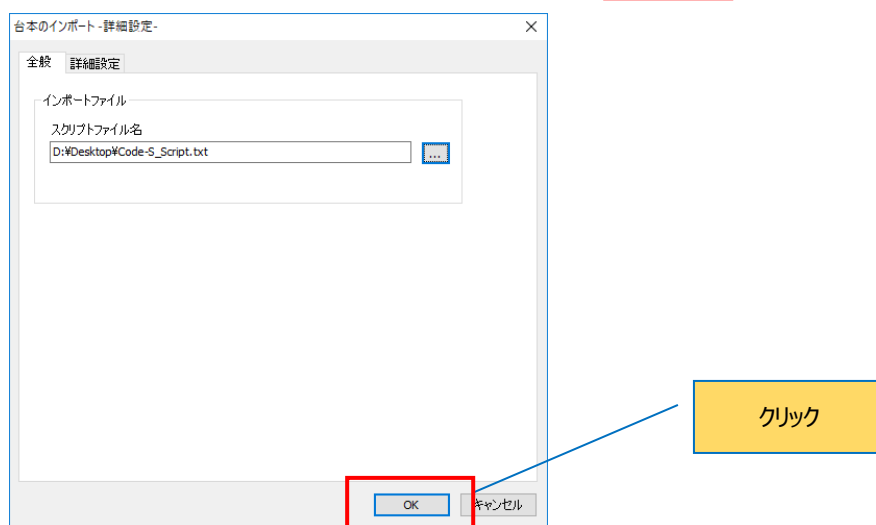 台本のインポート -詳細設定-
全般 詳細設定
インポートファイル
スクリプトファイル名
D:¥Desktop¥Code-S_Script.txt ...
クリック
OK キャンセル